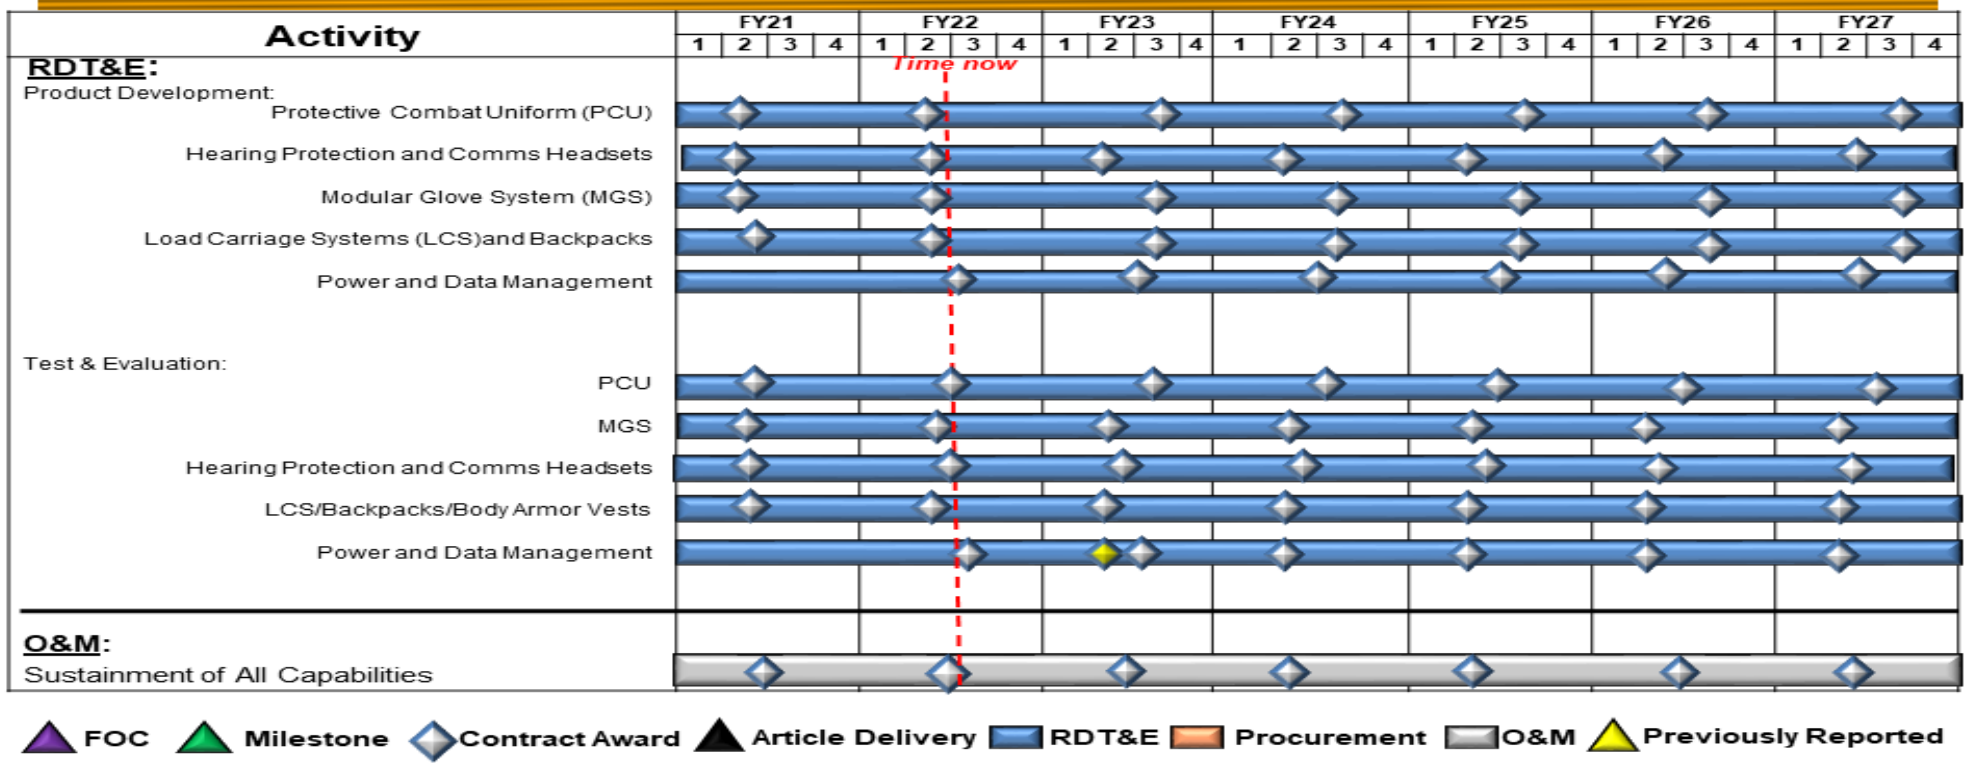 Activity
FY21 FY22 FY23 FY24 FY25 FY26 FY27
1 2 3 4 1 2 3 4 1 2 3 4 1 2 3 4 1 2 3 4 1 2 3 4 1 2 3 4
Time now
RDT&E:
Product Development:
Protective Combat Uniform (PCU)
Hearing Protection and Comms Headsets
Modular Glove System (MGS)
Load Carriage Systems (LCS)and Backpacks
Power and Data Management
Test & Evaluation:
PCU
MGS
Hearing Protection and Comms Headsets
LCS/Backpacks/Body Armor Vests
Power and Data Management
O&M:
Sustainment of All Capabilities
FOC Milestone Contract Award Article Delivery RDT&E Procurement O&M Previously Reported